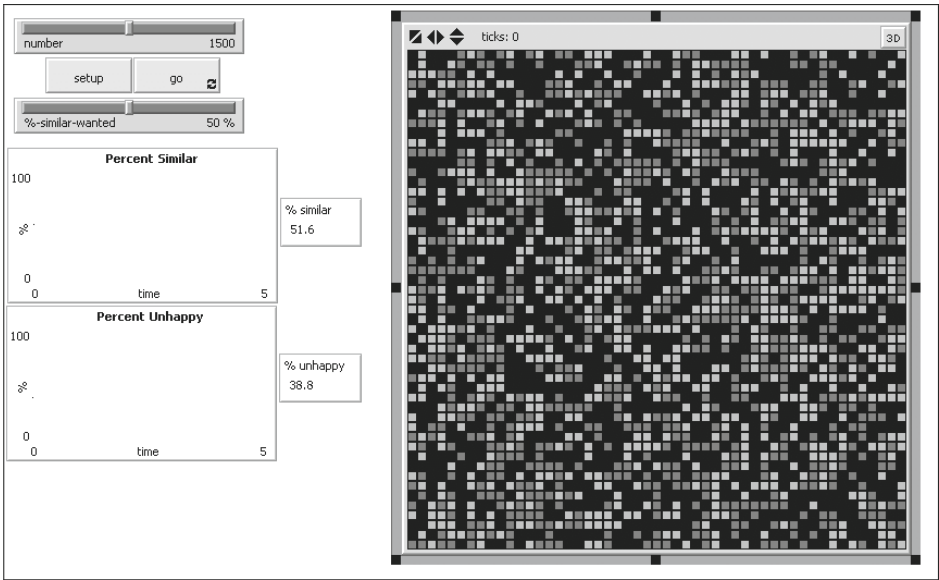 number 1500
setup
go
%-similar-wanted 50 %
Percent Similar
100
%
0
0 time 5
% similar
51.6
Percent Unhappy
100
%
0
0 time 5
% unhappy
38.8
ticks: 0
3D